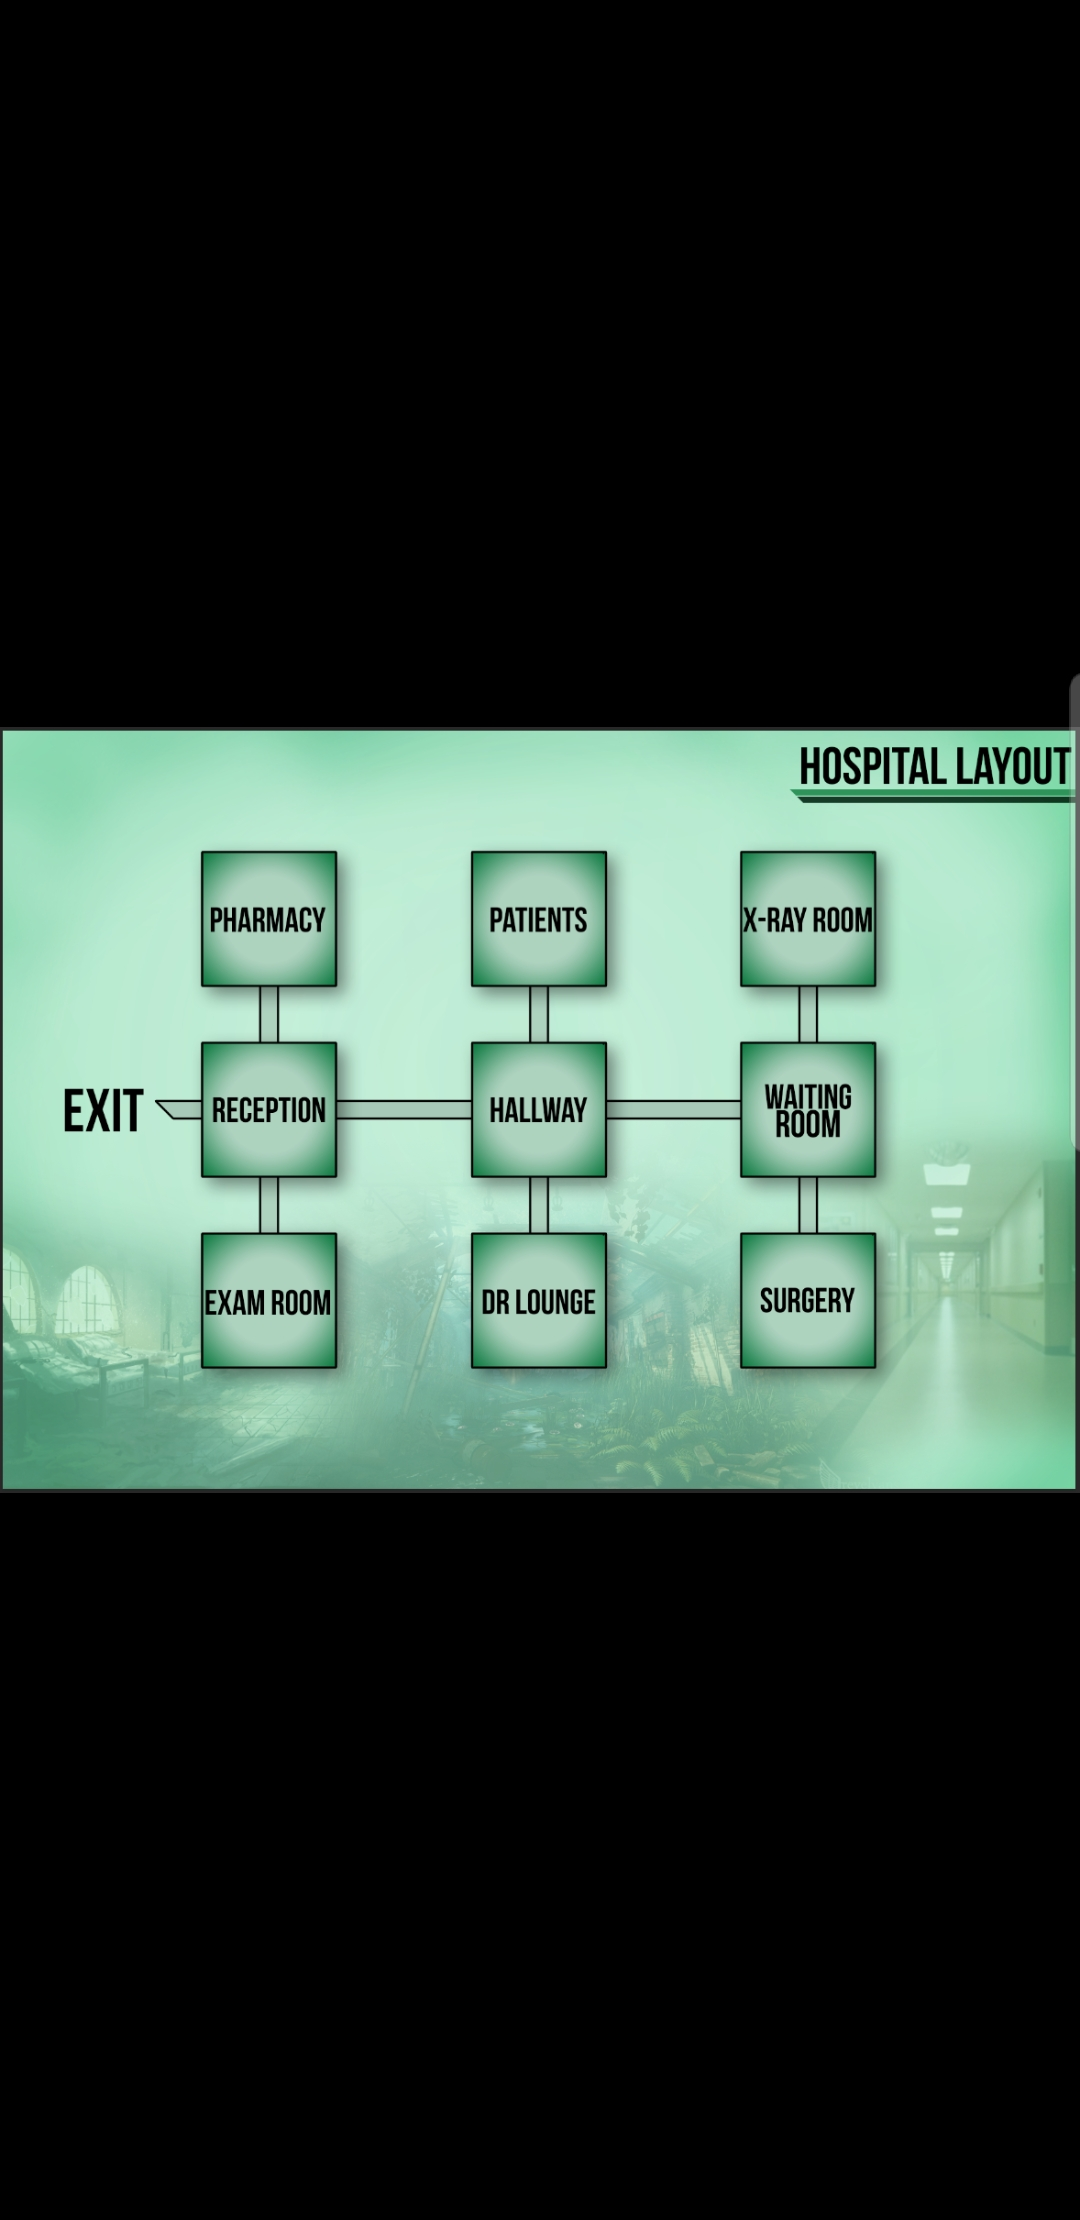 HOSPITAL LAYOUT
PHARMACY
PATIENTS
X-RAY ROOM
EXIT
RECEPTION
HALLWAY
WAITING
ROOM
EXAM ROOM
DR LOUNGE
SURGERY